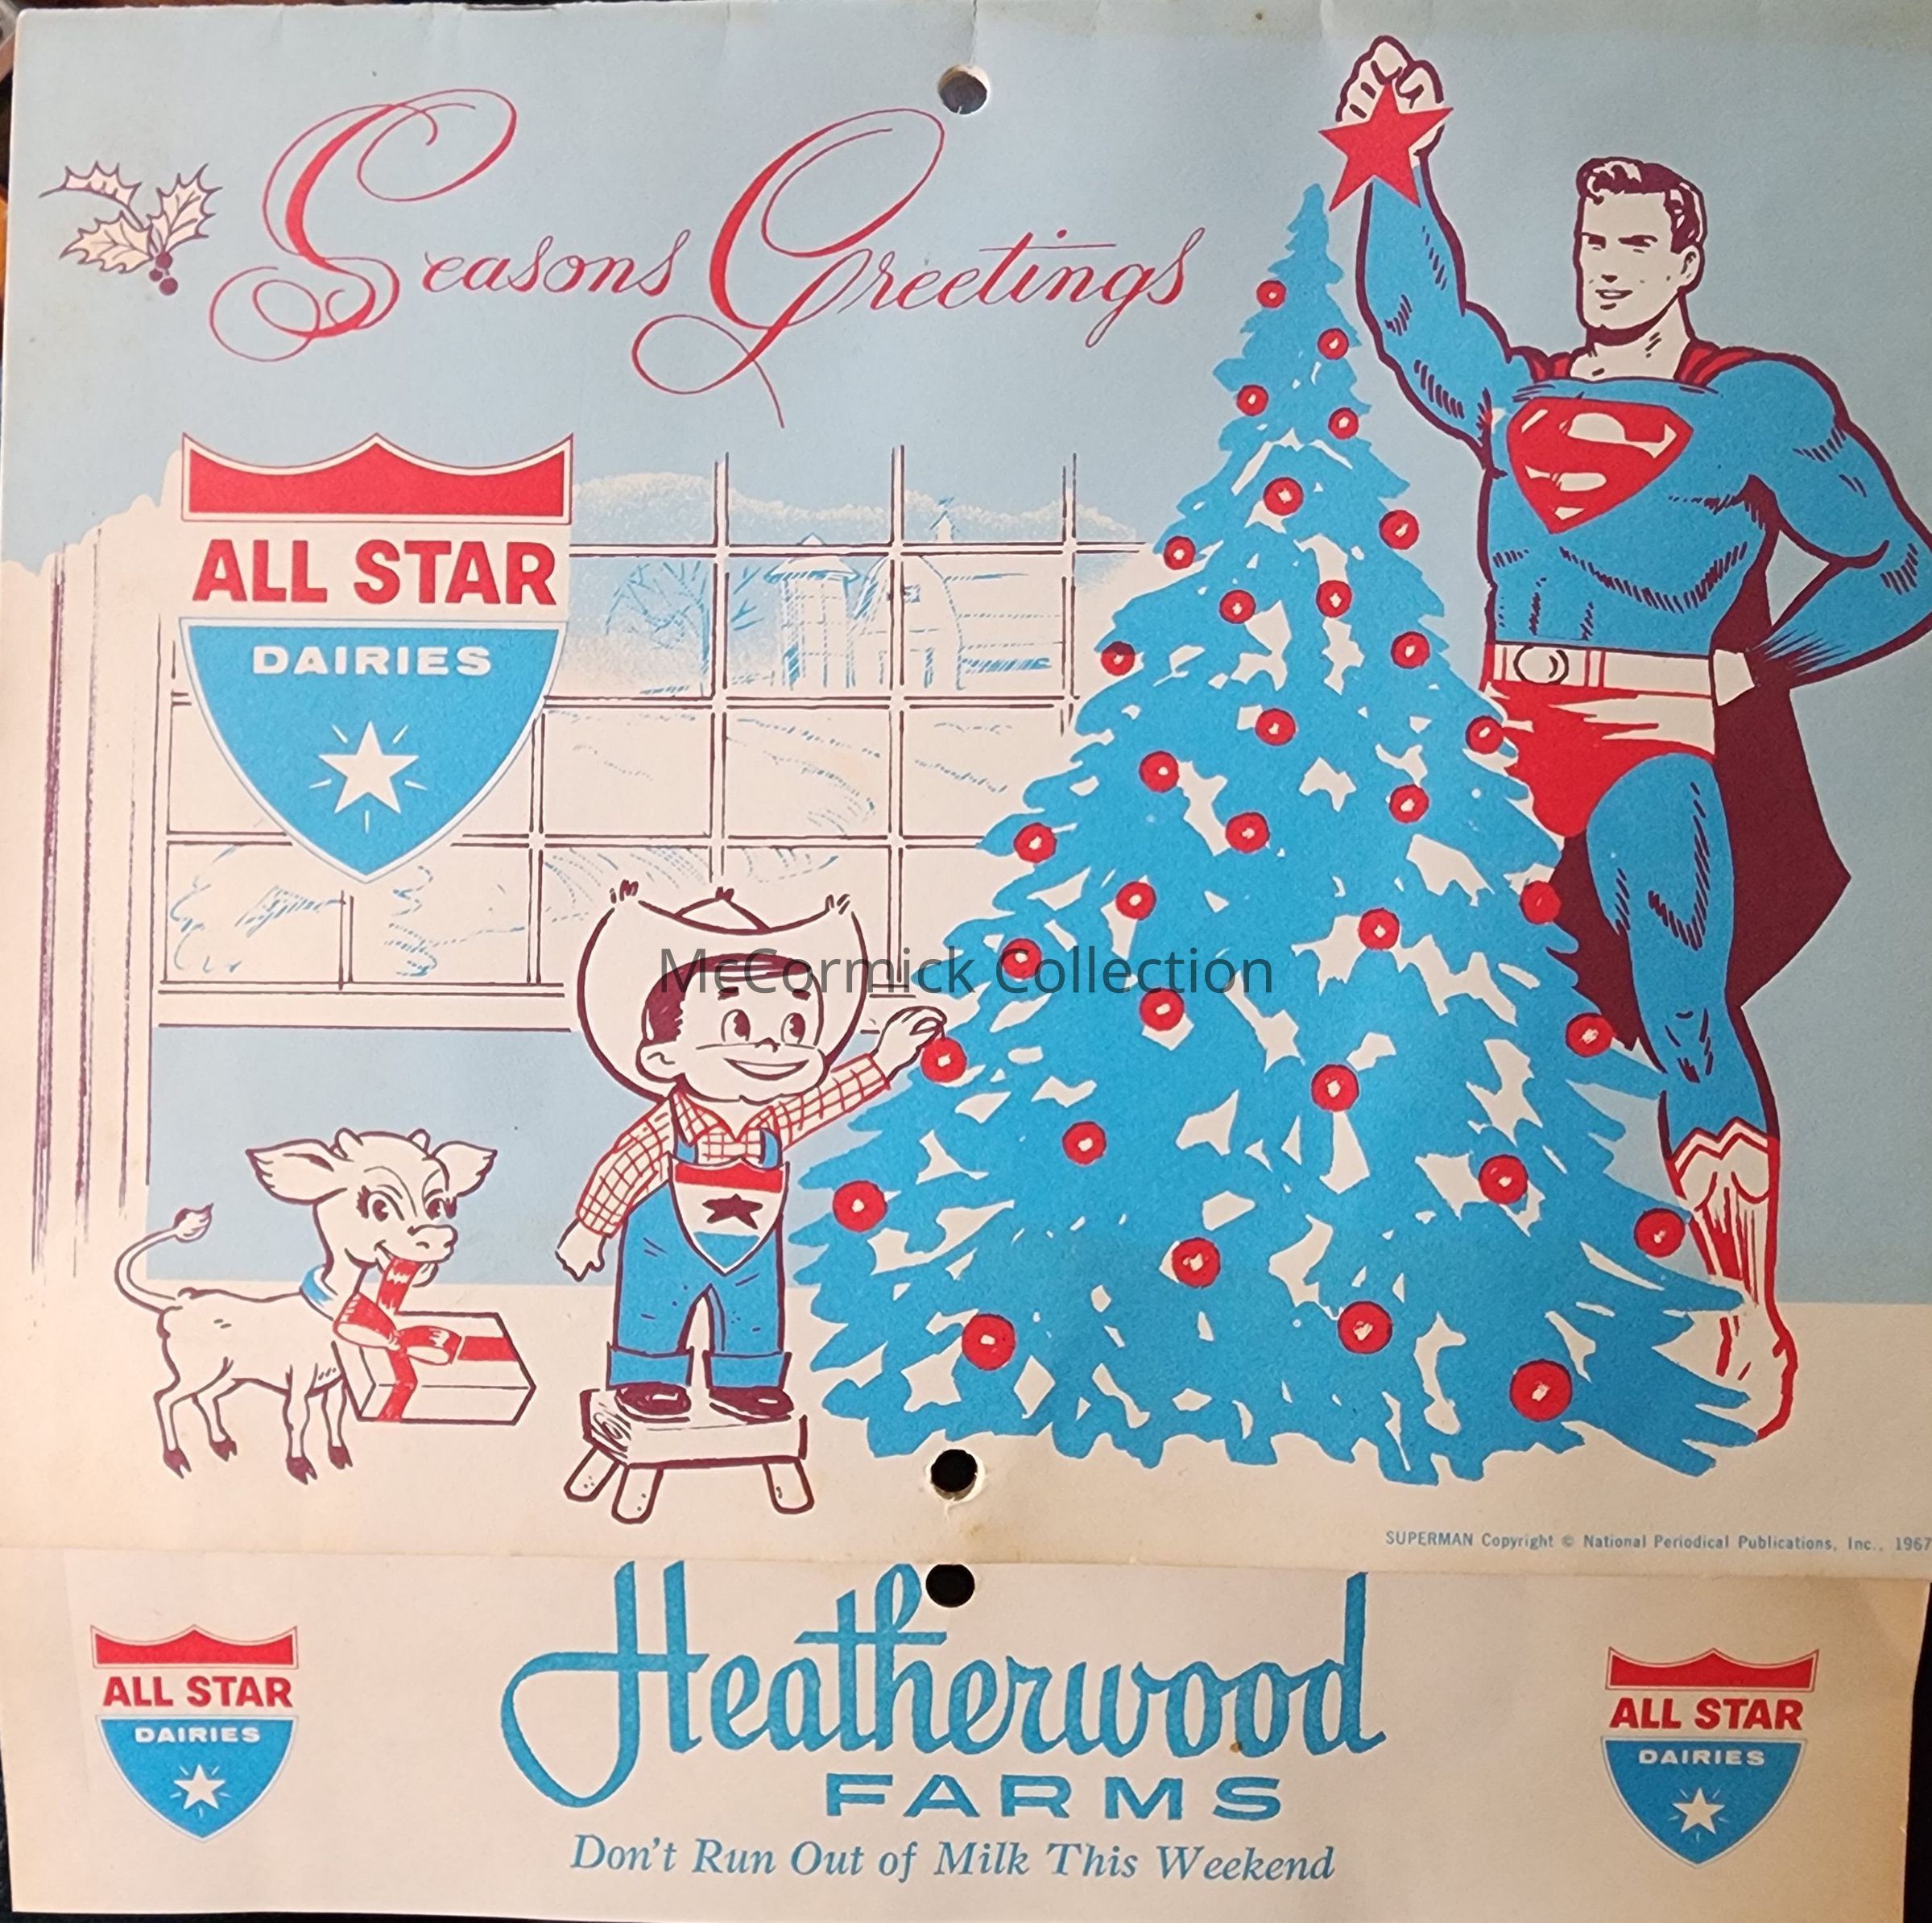 Seasons Greetings
ALL STAR
DAIRIES
McCormick Collection
SUPERMAN Copyright © National Periodical Publications, Inc., 1967
Heatherwood
FARMS
Don't Run Out of Milk This Weekend
ALL STAR
DAIRIES
ALL STAR
DAIRIES